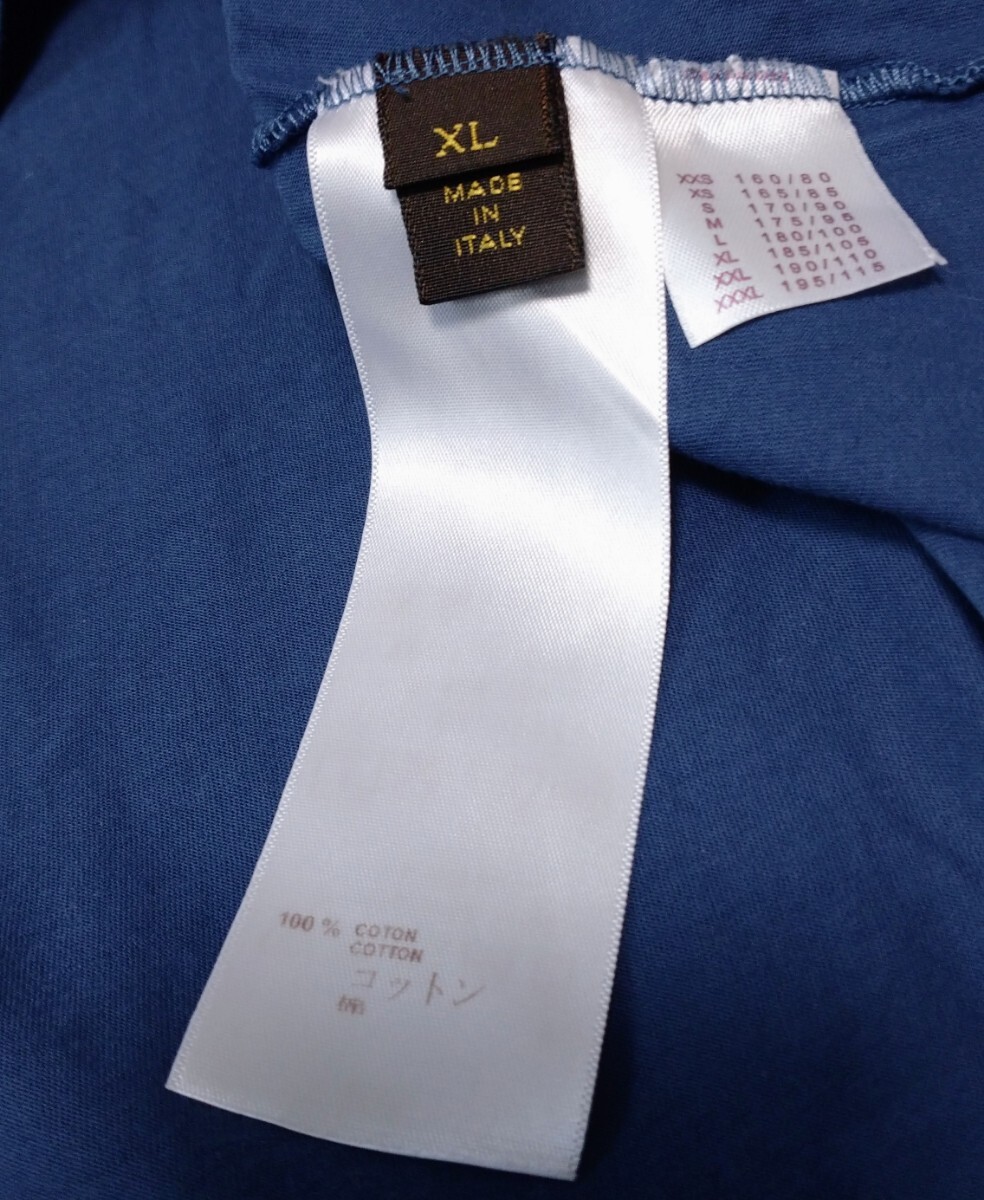 XL
MADE
IN
ITALY
XXS 160/80
XS 165/85
S 170/90
M 175/95
L 180/100
XL 185/105
XXL 190/110
XXXL 195/115
100 % COTON
COTTON
コットン
棉